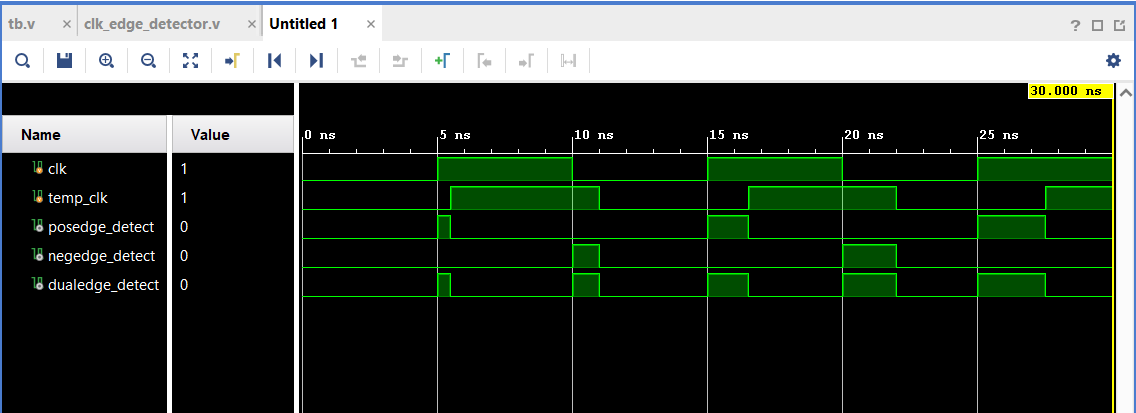 tb.v × clk_edge_detector.v × Untitled 1 ×
?
30.000 ns
Name Value
0 ns 5 ns 10 ns 15 ns 20 ns 25 ns
clk 1
temp_clk 1
posedge_detect 0
negedge_detect 0
dualedge_detect 0